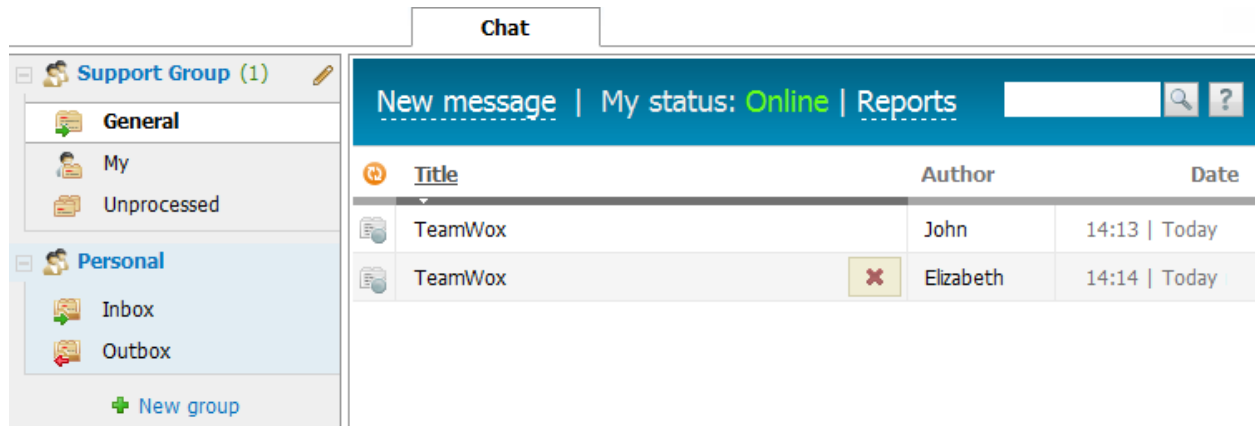 Chat
Support Group (1)
General
My
Unprocessed
Personal
Inbox
Outbox
New group
New message | My status: Online | Reports
?
Title Author Date
TeamWox John 14:13 | Today
TeamWox Elizabeth 14:14 | Today